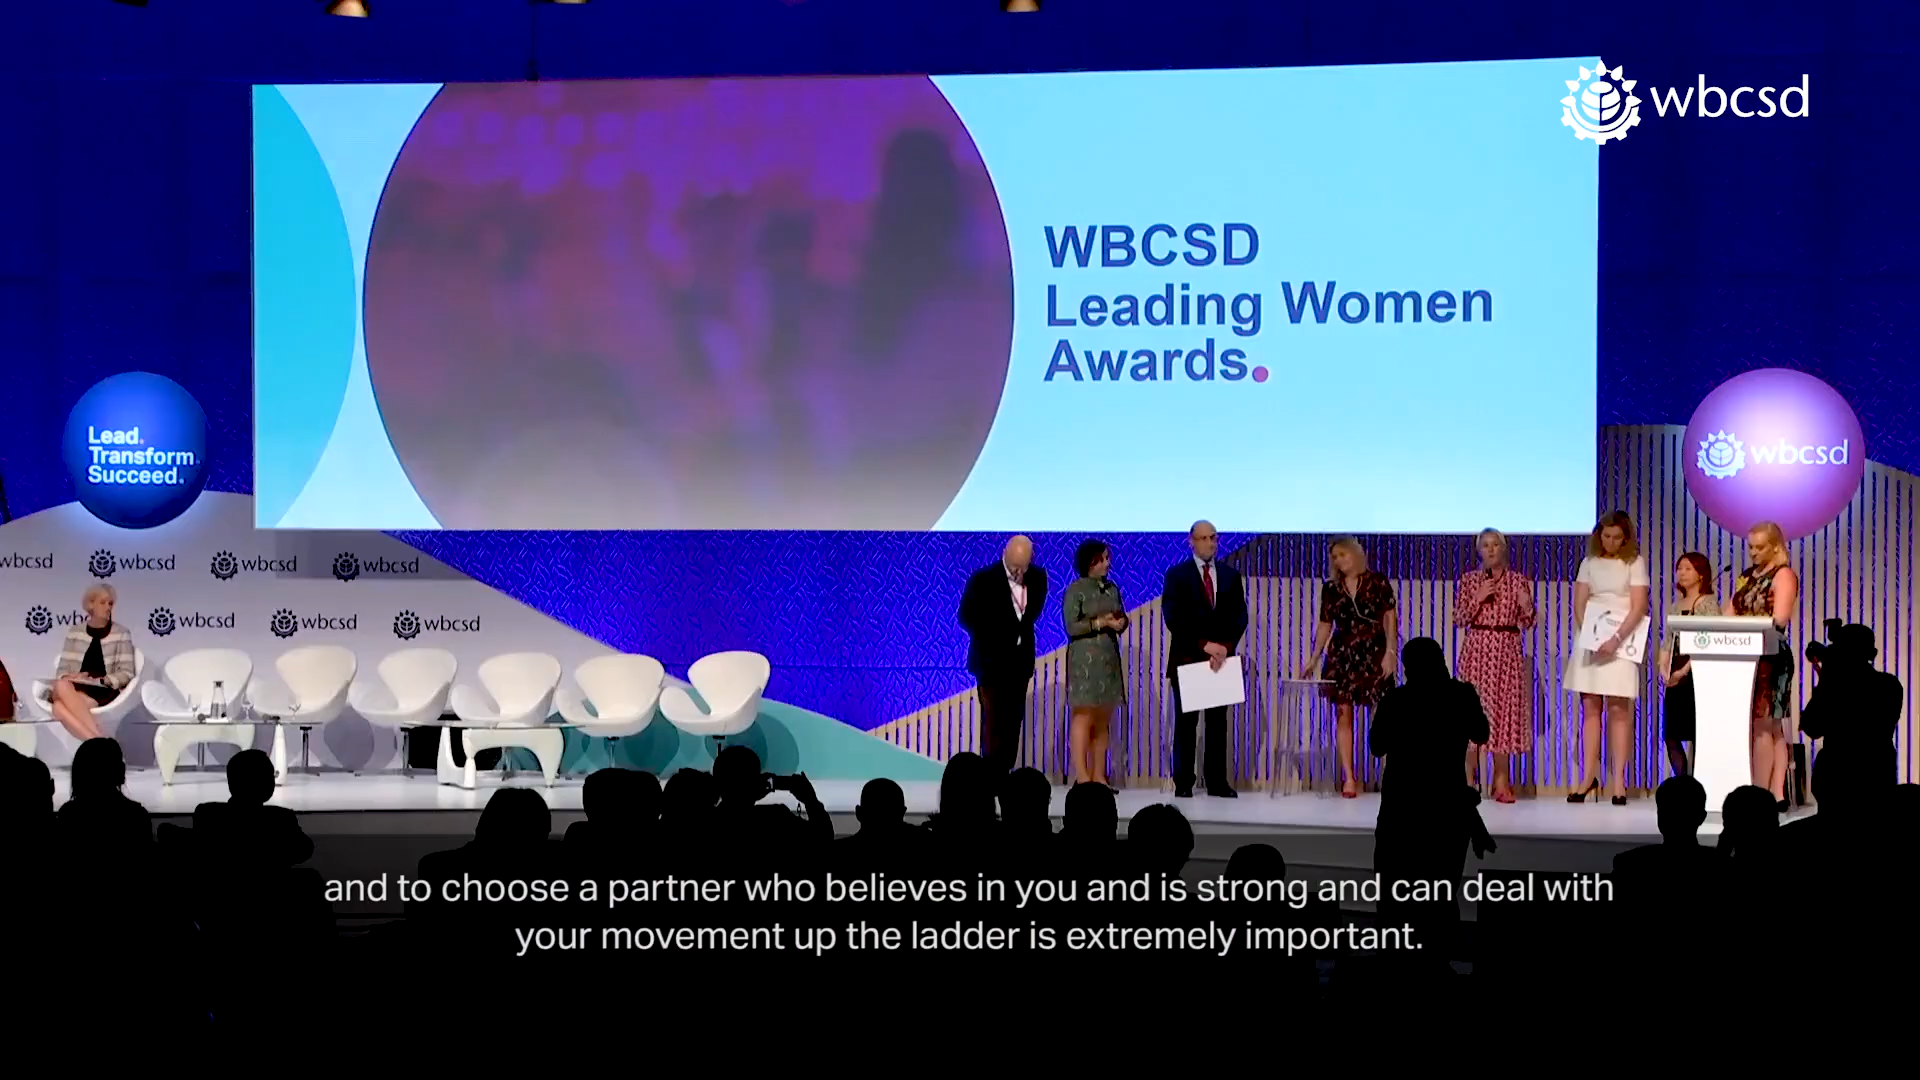 wbcsd
WBCSD
Leading Women
Awards.
Lead.
Transform.
Succeed.
wbcsd
wbcsd
wbcsd
wbcsd
wbcsd
wbcsd
wbcsd
wbcsd
wbcsd
and to choose a partner who believes in you and is strong and can deal with
your movement up the ladder is extremely important.